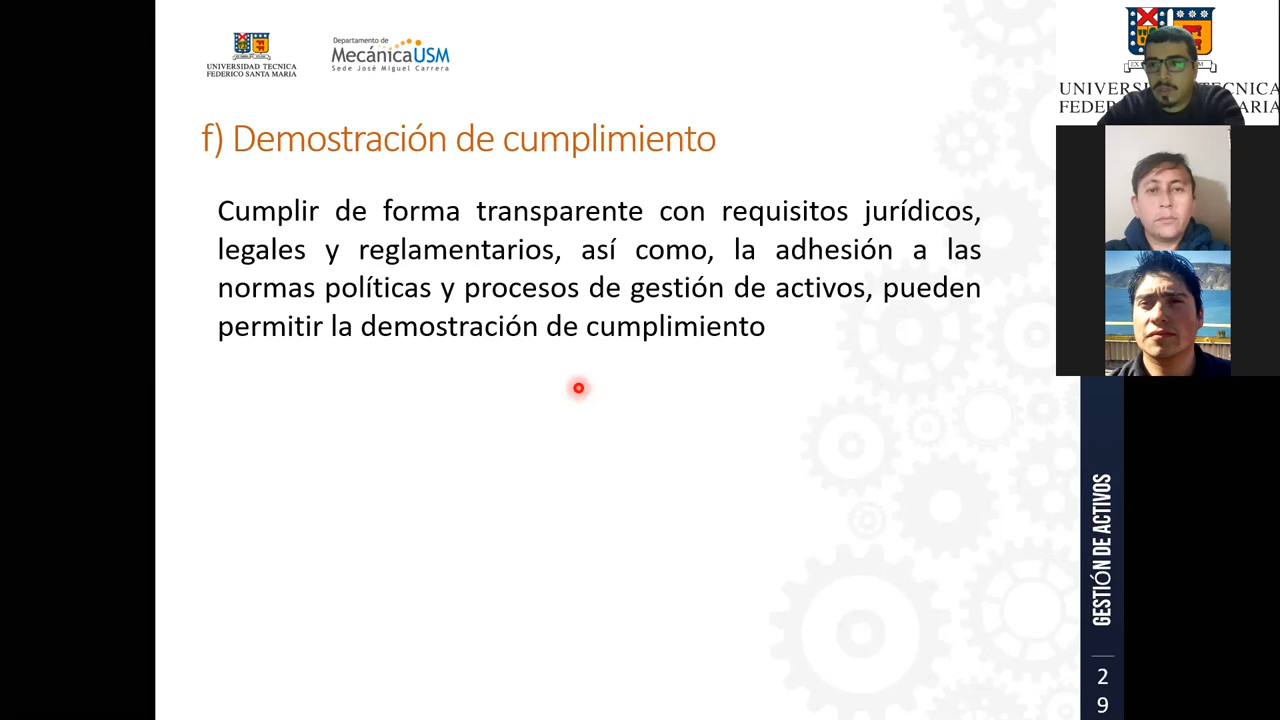 UNIVERSIDAD TECNICA
FEDERICO SANTA MARIA
Departamento de
MecánicaUSM
Sede José Miguel Carrera
f) Demostración de cumplimiento
Cumplir de forma transparente con requisitos jurídicos,
legales y reglamentarios, así como, la adhesión a las
normas políticas y procesos de gestión de activos, pueden
permitir la demostración de cumplimiento
GESTIÓN DE ACTIVOS
2
9